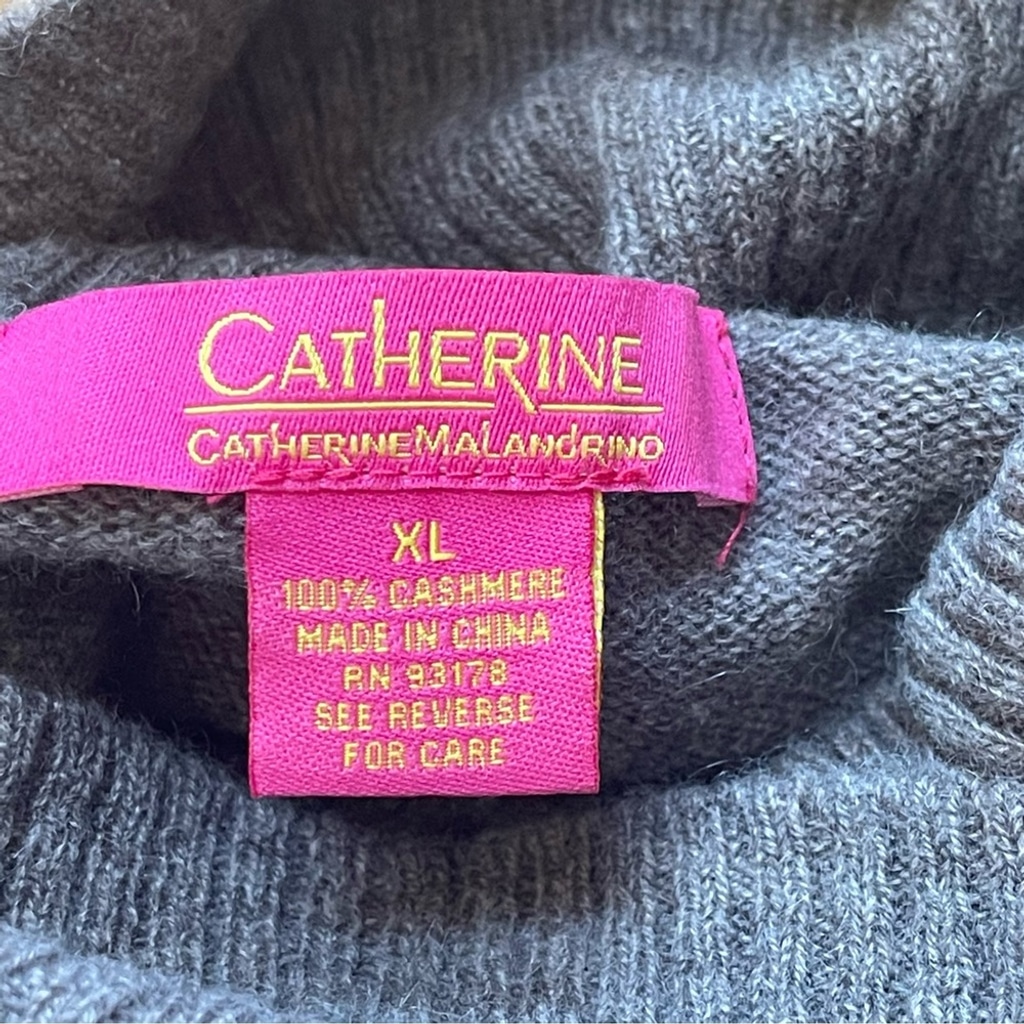 CATHERINE
CATHERINEMALANDRINO
XL
100% CASHMERE
MADE IN CHINA
RN 93178
SEE REVERSE
FOR CARE